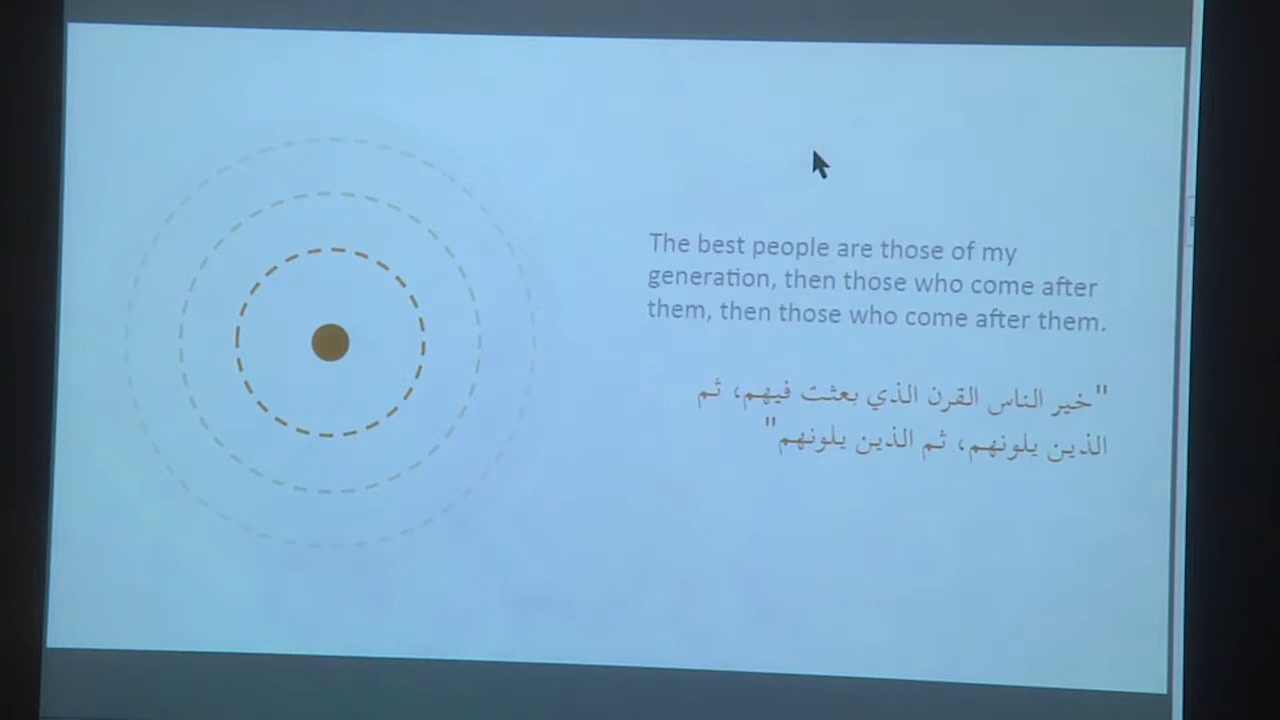 The best people are those of my
generation, then those who come after
them, then those who come after them.
"خير الناس القرن الذي بعثت فيهم، ثم
الذين يلونهم، ثم الذين يلونهم"